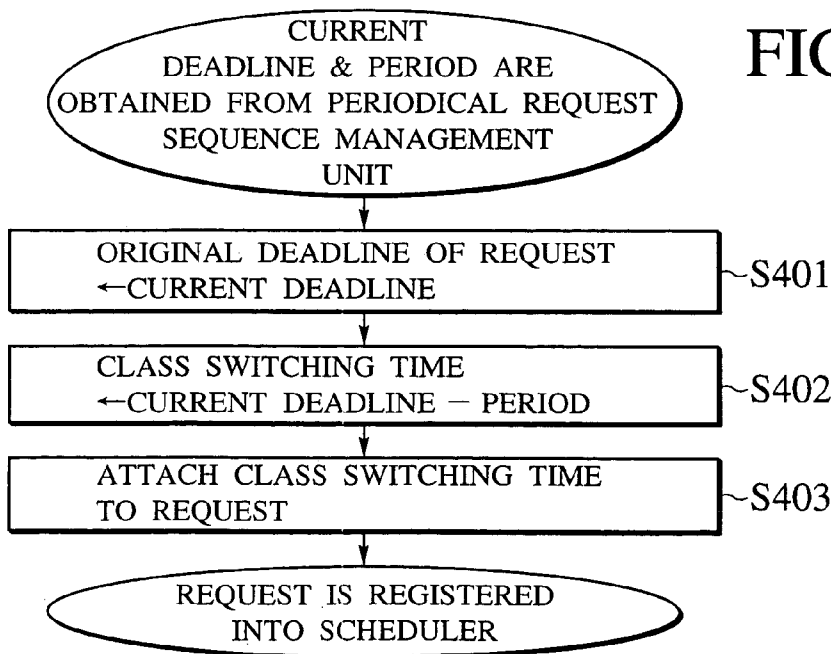 CURRENT
DEADLINE & PERIOD ARE
OBTAINED FROM PERIODICAL REQUEST
SEQUENCE MANAGEMENT
UNIT
FIG
ORIGINAL DEADLINE OF REQUEST
←CURRENT DEADLINE
~S401
CLASS SWITCHING TIME
←CURRENT DEADLINE – PERIOD
~S402
ATTACH CLASS SWITCHING TIME
TO REQUEST
~S403
REQUEST IS REGISTERED
INTO SCHEDULER